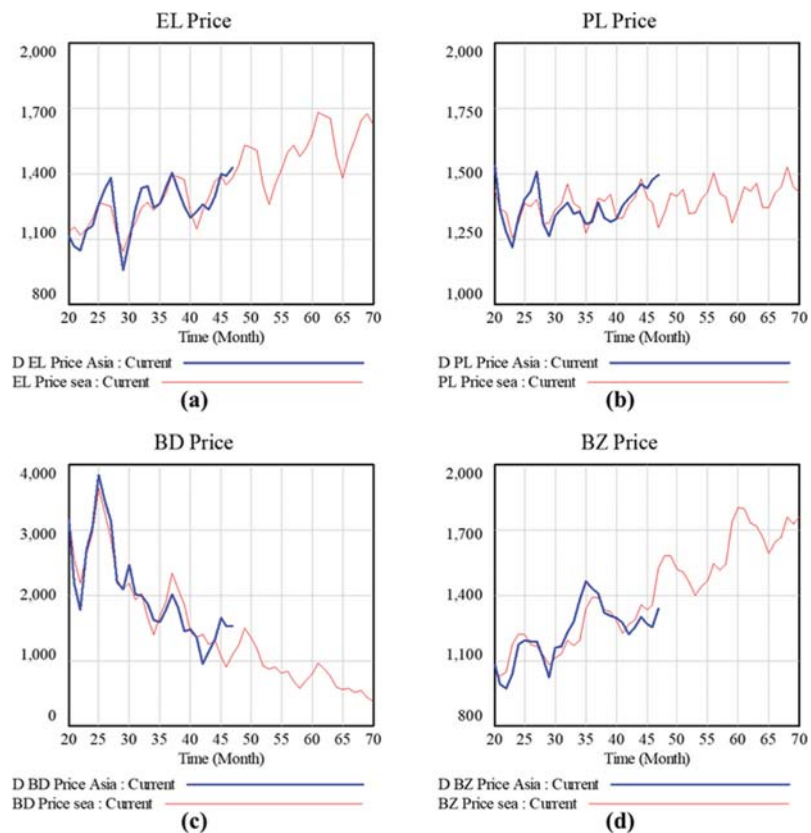 EL Price
2,000
1,700
1,400
1,100
800
20 25 30 35 40 45 50 55 60 65 70
Time (Month)
D EL Price Asia : Current
EL Price sea : Current
(a)
PL Price
2,000
1,750
1,500
1,250
1,000
20 25 30 35 40 45 50 55 60 65 70
Time (Month)
D PL Price Asia : Current
PL Price sea : Current
(b)
BD Price
4,000
3,000
2,000
1,000
0
20 25 30 35 40 45 50 55 60 65 70
Time (Month)
D BD Price Asia : Current
BD Price sea : Current
(c)
BZ Price
2,000
1,700
1,400
1,100
800
20 25 30 35 40 45 50 55 60 65 70
Time (Month)
D BZ Price Asia : Current
BZ Price sea : Current
(d)